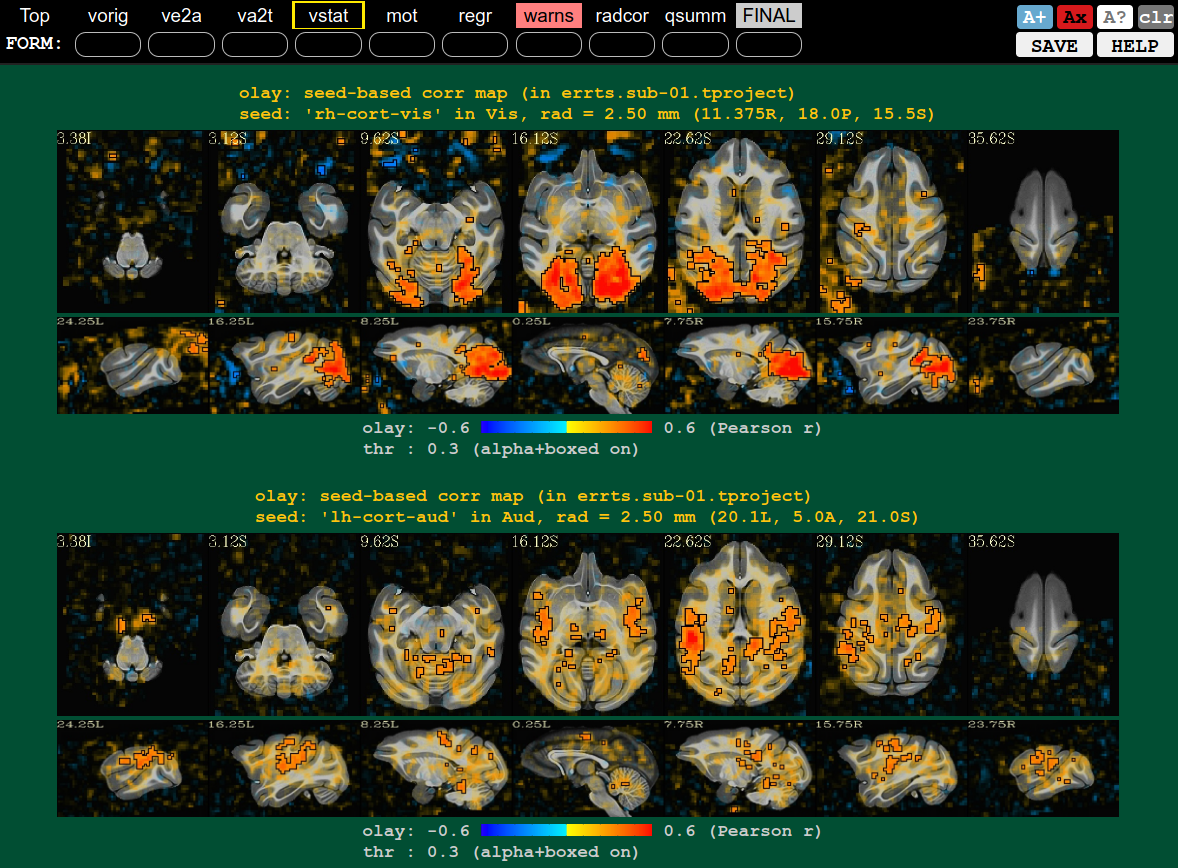 Top vorig ve2a va2t vstat mot regr warns radcor qsumm FINAL A+ Ax A? clr
FORM: SAVE HELP
olay: seed-based corr map (in errts.sub-01.tproject)
seed: 'rh-cort-vis' in Vis, rad = 2.50 mm (11.375R, 18.0P, 15.5S)
3.38I 3.12S 9.62S 16.12S 22.62S 29.12S 35.62S
24.25L 16.25L 8.25L 0.25L 7.75R 15.75R 23.75R
olay: -0.6 0.6 (Pearson r)
thr : 0.3 (alpha+boxed on)
olay: seed-based corr map (in errts.sub-01.tproject)
seed: 'lh-cort-aud' in Aud, rad = 2.50 mm (20.1L, 5.0A, 21.0S)
3.38I 3.12S 9.62S 16.12S 22.62S 29.12S 35.62S
24.25L 16.25L 8.25L 0.25L 7.75R 15.75R 23.75R
olay: -0.6 0.6 (Pearson r)
thr : 0.3 (alpha+boxed on)